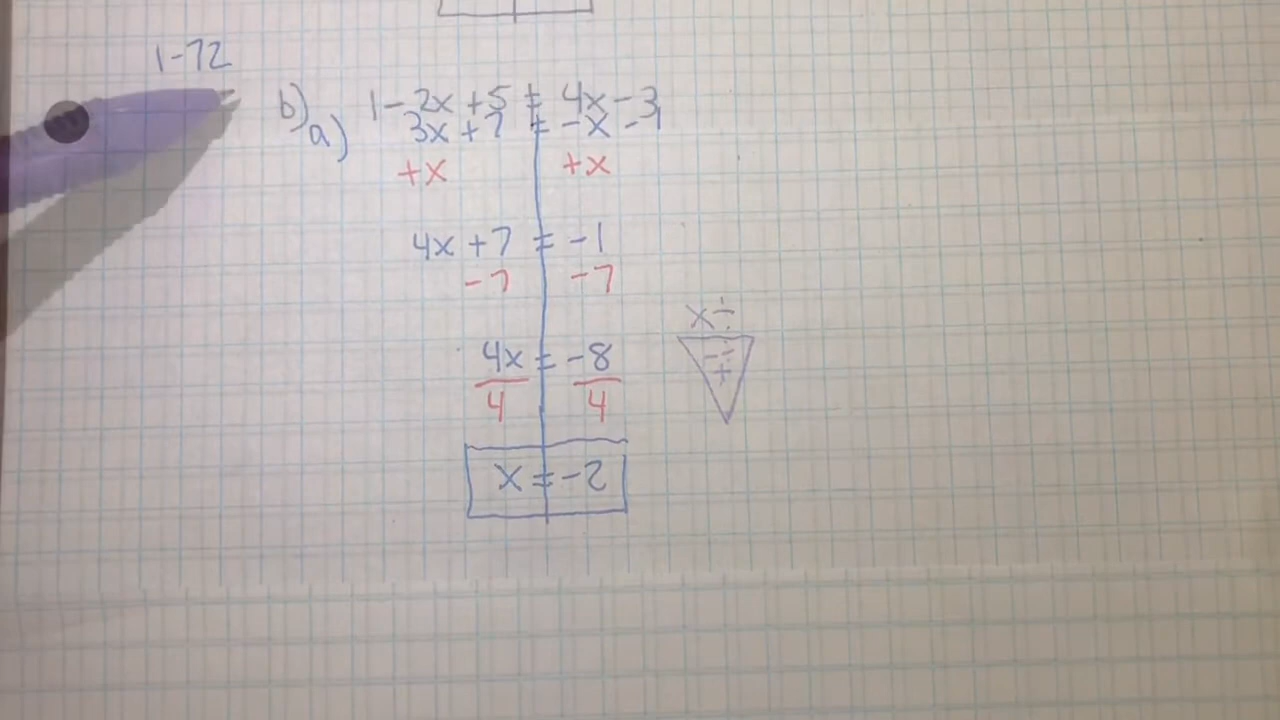 1-72
b) 1-2x+5 = 4x-3
a) 3x+7 = -x-1
+x +x
4x+7 = -1
-7 -7
4x = -8
4 4
x÷
-÷
+
x = -2